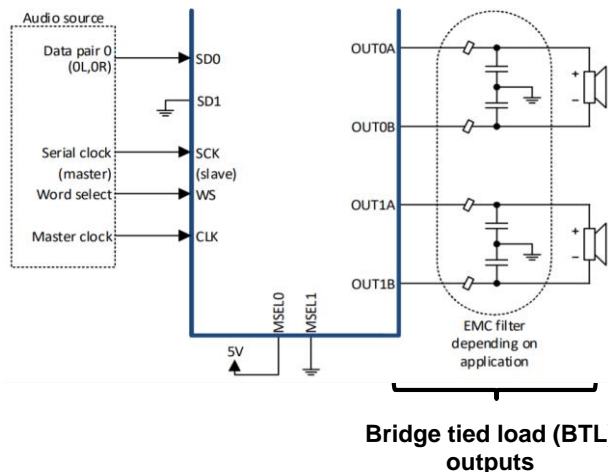 Audio source
Data pair 0
(0L,0R)
SD0
SD1
Serial clock
(master)
Word select
SCK
(slave)
WS
Master clock
CLK
MSEL0
MSEL1
5V
OUT0A
OUT0B
OUT1A
OUT1B
+
−
+
−
EMC filter
depending on
application
Bridge tied load (BTL)
outputs